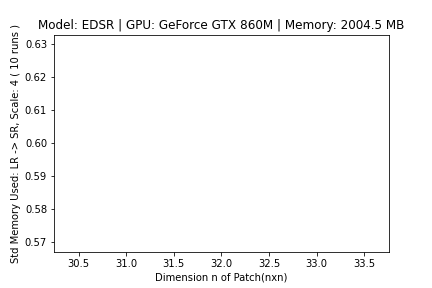 Model: EDSR | GPU: GeForce GTX 860M | Memory: 2004.5 MB
Std Memory Used: LR -> SR, Scale: 4 ( 10 runs )
0.63
0.62
0.61
0.60
0.59
0.58
0.57
30.5 31.0 31.5 32.0 32.5 33.0 33.5
Dimension n of Patch(nxn)